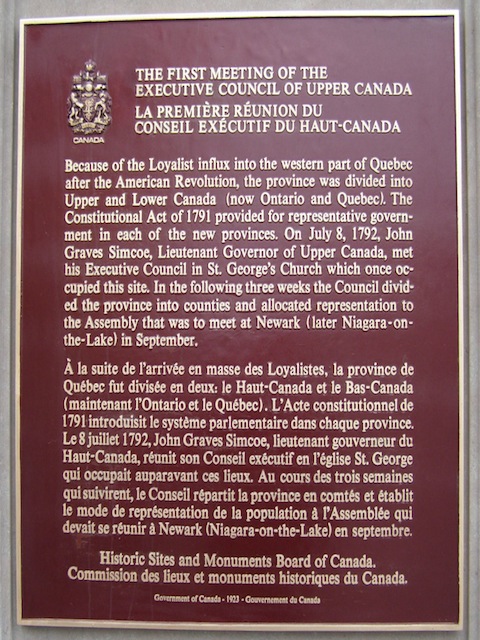 CANADA
THE FIRST MEETING OF THE
EXECUTIVE COUNCIL OF UPPER CANADA
LA PREMIÈRE RÉUNION DU
CONSEIL EXÉCUTIF DU HAUT-CANADA
Because of the Loyalist influx into the western part of Quebec
after the American Revolution, the province was divided into
Upper and Lower Canada (now Ontario and Quebec). The
Constitutional Act of 1791 provided for representative govern-
ment in each of the new provinces. On July 8, 1792, John
Graves Simcoe, Lieutenant Governor of Upper Canada, met
his Executive Council in St. George's Church which once oc-
cupied this site. In the following three weeks the Council divid-
ed the province into counties and allocated representation to
the Assembly that was to meet at Newark (later Niagara-on-
the-Lake) in September.
À la suite de l'arrivée en masse des Loyalistes, la province de
Québec fut divisée en deux: le Haut-Canada et le Bas-Canada
(maintenant l'Ontario et le Québec). L'Acte constitutionnel de
1791 introduisit le système parlementaire dans chaque province.
Le 8 juillet 1792, John Graves Simcoe, lieutenant gouverneur du
Haut-Canada, réunit son Conseil exécutif en l'église St. George
qui occupait auparavant ces lieux. Au cours des trois semaines
qui suivirent, le Conseil répartit la province en comtés et établit
le mode de représentation de la population à l'Assemblée qui
devait se réunir à Newark (Niagara-on-the-Lake) en septembre.
Historic Sites and Monuments Board of Canada.
Commission des lieux et monuments historiques du Canada.
Government of Canada - 1923 - Gouvernement du Canada